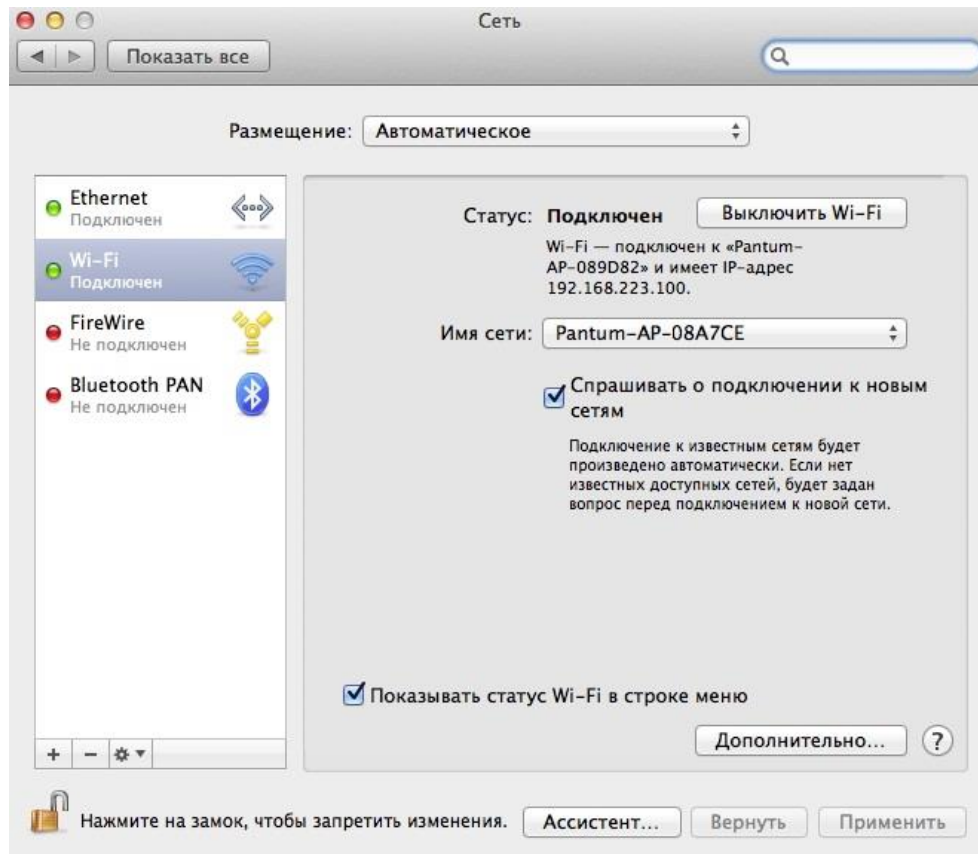 Сеть
Показать все
Размещение: Автоматическое
Ethernet
Подключен
Wi-Fi
Подключен
FireWire
Не подключен
Bluetooth PAN
Не подключен
Статус: Подключен Выключить Wi-Fi
Wi-Fi — подключен к «Pantum-
AP-089D82» и имеет IP-адрес
192.168.223.100.
Имя сети: Pantum-AP-08A7CE
Спрашивать о подключении к новым
сетям
Подключение к известным сетям будет
произведено автоматически. Если нет
известных доступных сетей, будет задан
вопрос перед подключением к новой сети.
Показывать статус Wi-Fi в строке меню
Дополнительно... ?
+ −
Нажмите на замок, чтобы запретить изменения. Ассистент... Вернуть Применить